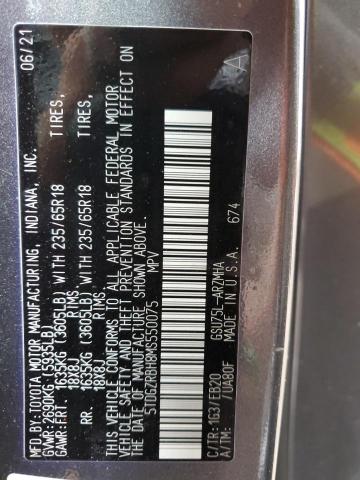 MFD.BY:TOYOTA MOTOR MANUFACTURING, INDIANA, INC. 06/21
GVWR:2690KG (5935LB)
GAWR:FRT. 1635KG (3605LB) WITH 235/65R18 TIRES,
18X8J RIMS
RR. 1635KG (3605LB) WITH 235/65R18 TIRES,
18X8J RIMS
THIS VEHICLE CONFORMS TO ALL APPLICABLE FEDERAL MOTOR
VEHICLE SAFETY AND THEFT PREVENTION STANDARDS IN EFFECT ON
THE DATE OF MANUFACTURE SHOWN ABOVE.
5TDGZRBH8MS550075 MPV
A
C/TR:1G3/EB20 GSU75L-ARZMHA
A/TM: /UA80F MADE IN U.S.A. 674